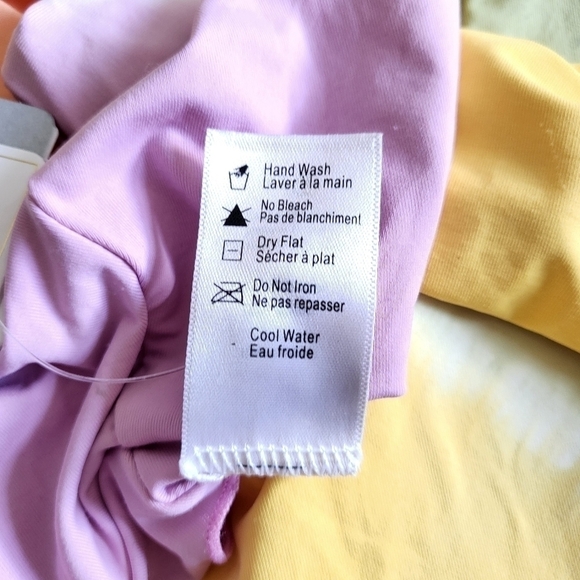 Hand Wash
Laver à la main
No Bleach
Pas de blanchiment
Dry Flat
Sécher à plat
Do Not Iron
Ne pas repasser
Cool Water
Eau froide